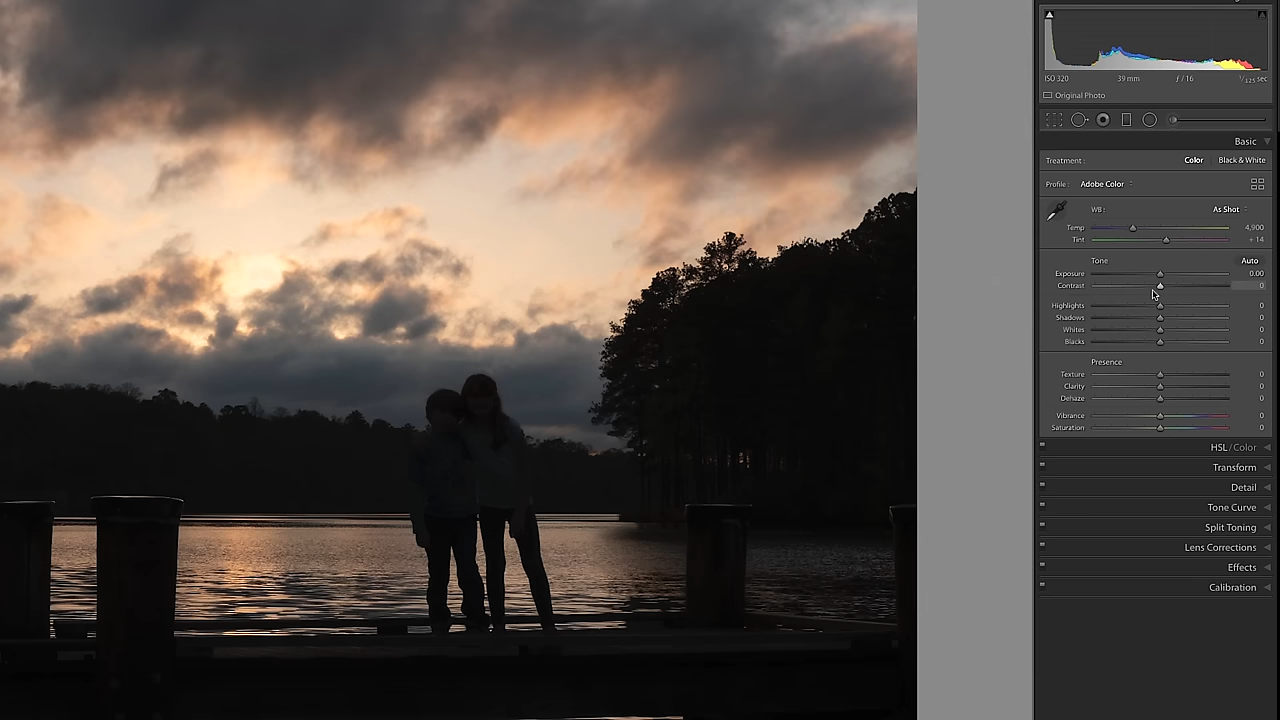 ISO 320 39 mm ƒ / 16 1/125 sec
Original Photo
Basic
Treatment : Color Black & White
Profile : Adobe Color
WB : As Shot
Temp 4,900
Tint + 14
Tone Auto
Exposure 0.00
Contrast 0
Highlights 0
Shadows 0
Whites 0
Blacks 0
Presence
Texture 0
Clarity 0
Dehaze 0
Vibrance 0
Saturation 0
HSL / Color
Transform
Detail
Tone Curve
Split Toning
Lens Corrections
Effects
Calibration